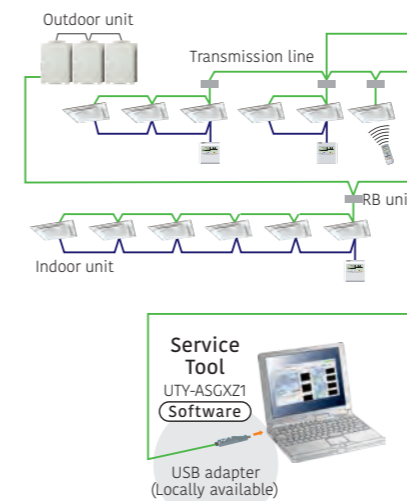 Outdoor unit
Transmission line
RB uni
Indoor unit
Service
Tool
UTY-ASGXZ1
Software
USB adapter
(Locally available)